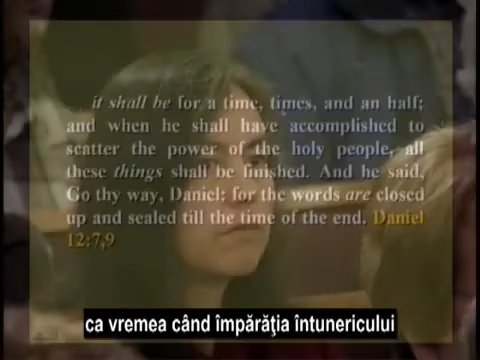 it shall be for a time, times, and an half;
and when he shall have accomplished to
scatter the power of the holy people, all
these things shall be finished. And he said,
Go thy way, Daniel: for the words are closed
up and sealed till the time of the end. Daniel
12:7,9
ca vremea când împărăţia întunericului